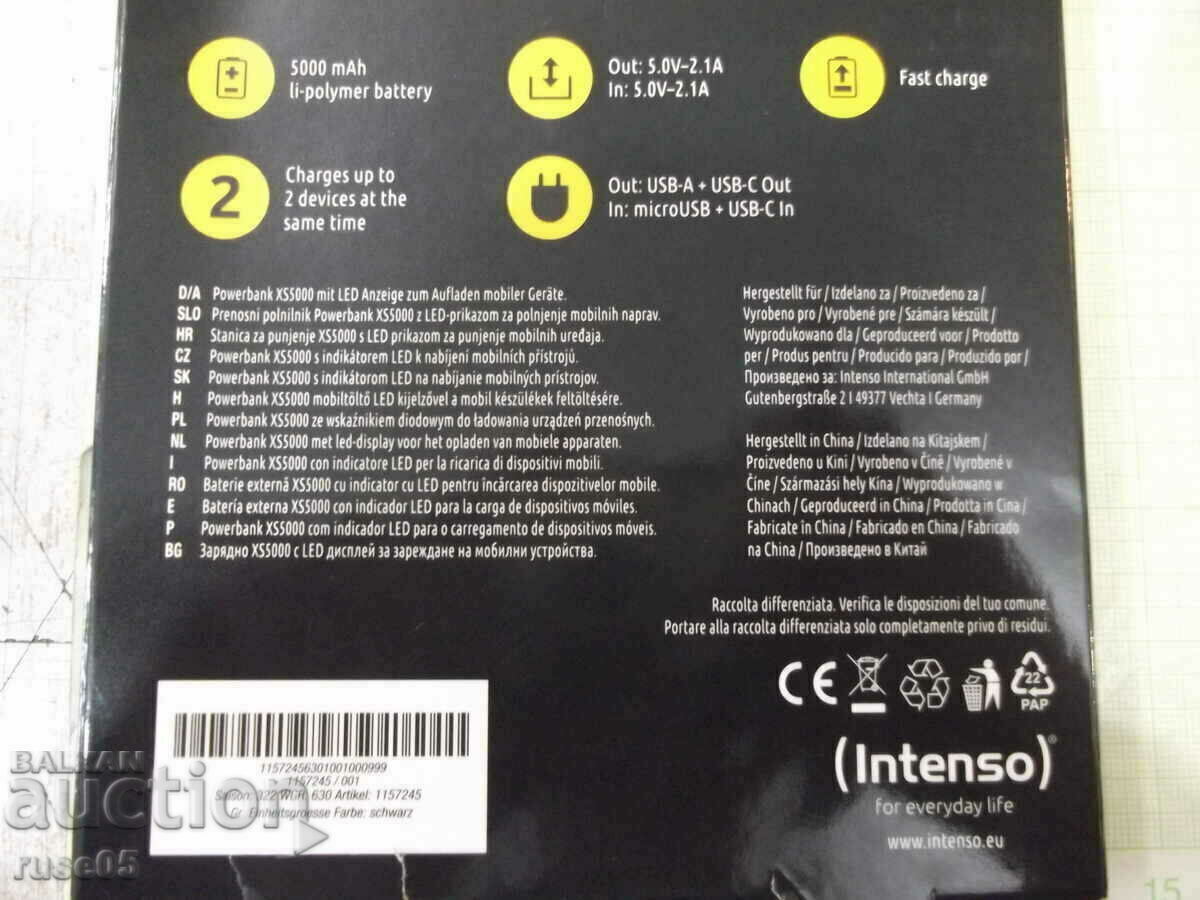 5000 mAh
li-polymer battery
Out: 5.0V–2.1A
In: 5.0V–2.1A
Fast charge
2
Charges up to
2 devices at the
same time
Out: USB-A + USB-C Out
In: microUSB + USB-C In
D/A Powerbank XS5000 mit LED Anzeige zum Aufladen mobiler Geräte.
SLO Prenosni polnilnik Powerbank XS5000 z LED-prikazom za polnjenje mobilnih naprav.
HR Stanica za punjenje XS5000 s LED prikazom za punjenje mobilnih uređaja.
CZ Powerbank XS5000 s indikátorem LED k nabíjení mobilních přístrojů.
SK Powerbank XS5000 s indikátorom LED na nabíjanie mobilných prístrojov.
H Powerbank XS5000 mobiltöltő LED kijelzővel a mobil készülékek feltöltésére.
PL Powerbank XS5000 ze wskaźnikiem diodowym do ładowania urządzeń przenośnych.
NL Powerbank XS5000 met led-display voor het opladen van mobiele apparaten.
I Powerbank XS5000 con indicatore LED per la ricarica di dispositivi mobili.
RO Baterie externă XS5000 cu indicator cu LED pentru încărcarea dispozitivelor mobile.
E Batería externa XS5000 con indicador LED para la carga de dispositivos móviles.
P Powerbank XS5000 com indicador LED para o carregamento de dispositivos móveis.
BG Зарядно XS5000 с LED дисплей за зареждане на мобилни устройства.
Hergestellt für / Izdelano za / Proizvedeno za /
Vyrobeno pro / Vyrobené pre / Számára készült /
Wyprodukowano dla / Geproduceerd voor / Prodotto
per / Produs pentru / Producido para / Produzido por /
Произведено за: Intenso International GmbH
Gutenbergstraße 2 I 49377 Vechta I Germany
Hergestellt in China / Izdelano na Kitajskem /
Proizvedeno u Kini / Vyrobeno v Číně / Vyrobené v
Číne / Származási hely Kína / Wyprodukowano w
Chinach / Geproduceerd in China / Prodotta in Cina /
Fabricate in China / Fabricado en China / Fabricado
na China / Произведено в Китай
Raccolta differenziata. Verifica le disposizioni del tuo comune.
Portare alla raccolta differenziata solo completamente privo di residui.
CE
22
PAP
(Intenso)®
for everyday life
www.intenso.eu
11572456301001000999
1157245 / 001
Saison: 322 WGR: 630 Artikel: 1157245
Gr. Einheitsgroesse Farbe: schwarz
BALKAN
auction
ruse05
15